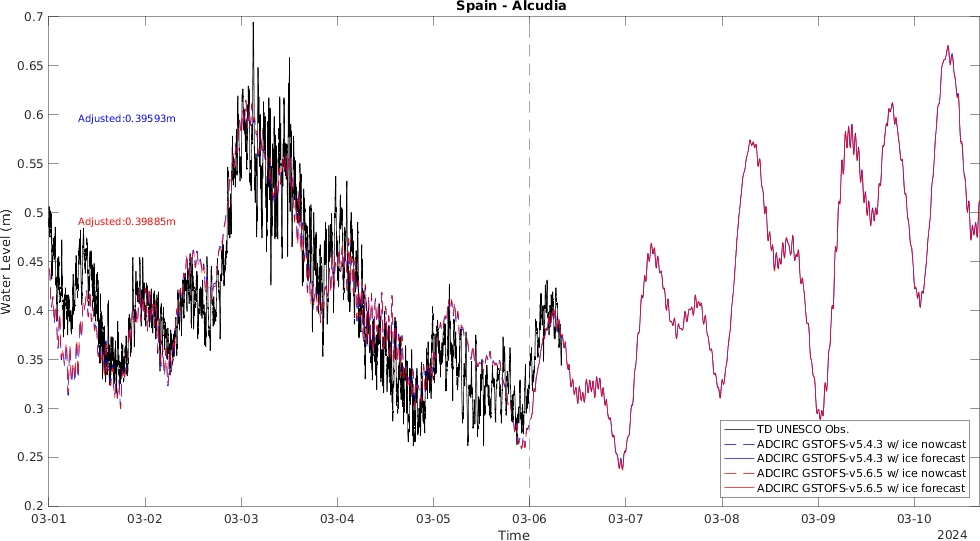 Spain - Alcudia
0.7
0.65
0.6
0.55
0.5
0.45
0.4
0.35
0.3
0.25
0.2
Water Level (m)
Adjusted:0.39593m
Adjusted:0.39885m
TD UNESCO Obs.
ADCIRC GSTOFS-v5.4.3 w/ ice nowcast
ADCIRC GSTOFS-v5.4.3 w/ ice forecast
ADCIRC GSTOFS-v5.6.5 w/ ice nowcast
ADCIRC GSTOFS-v5.6.5 w/ ice forecast
03-01 03-02 03-03 03-04 03-05 03-06 03-07 03-08 03-09 03-10
Time
2024